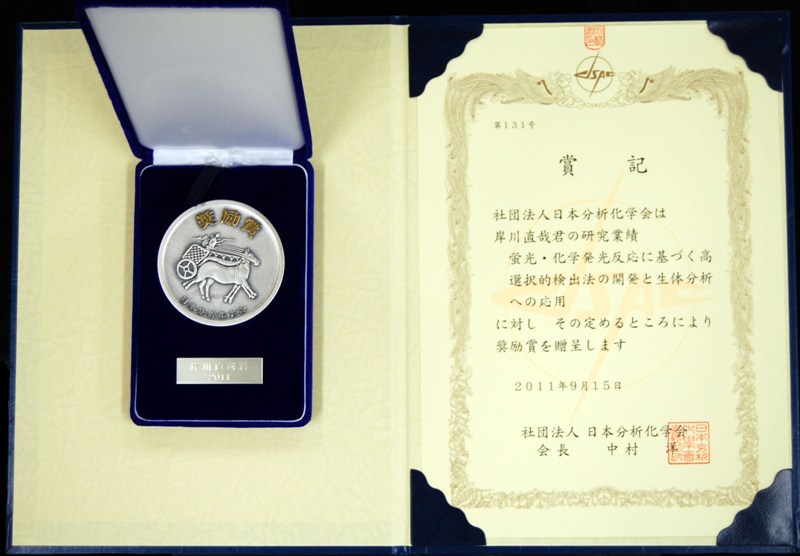 奨励賞
2011
JSAC
第131号
賞 記
社団法人日本分析化学会は
岸川直哉君の研究業績
蛍光・化学発光反応に基づく高
選択的検出法の開発と生体分析
への応用
に対し その定めるところにより
奨励賞を贈呈します
2011年9月15日
社団法人 日本分析化学会
会長 中村 洋